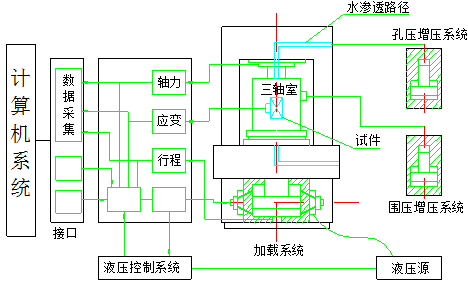 水渗透路径
孔压增压系统
计算机系统
数据采集
轴力
三轴室
应变
试件
行程
围压增压系统
接口
加载系统
液压控制系统
液压源